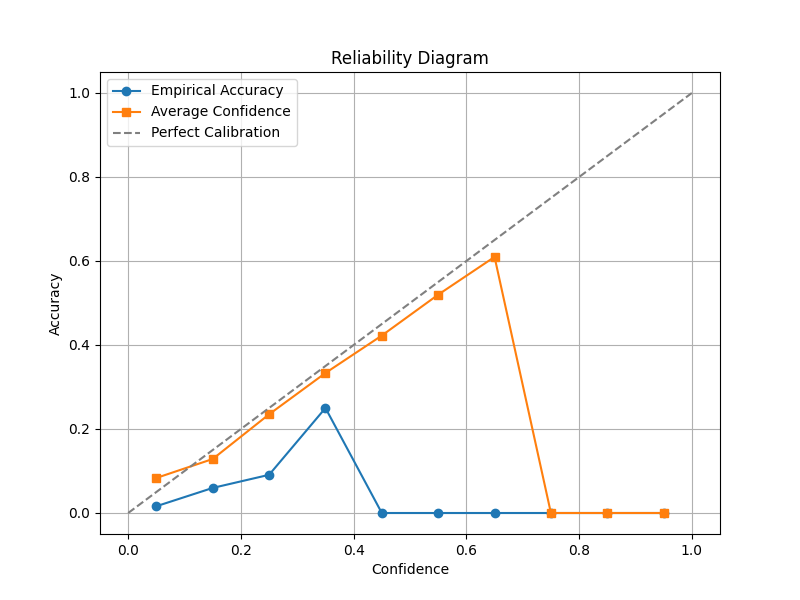 Reliability Diagram
Empirical Accuracy
Average Confidence
Perfect Calibration
Accuracy
1.0
0.8
0.6
0.4
0.2
0.0
0.0 0.2 0.4 0.6 0.8 1.0
Confidence